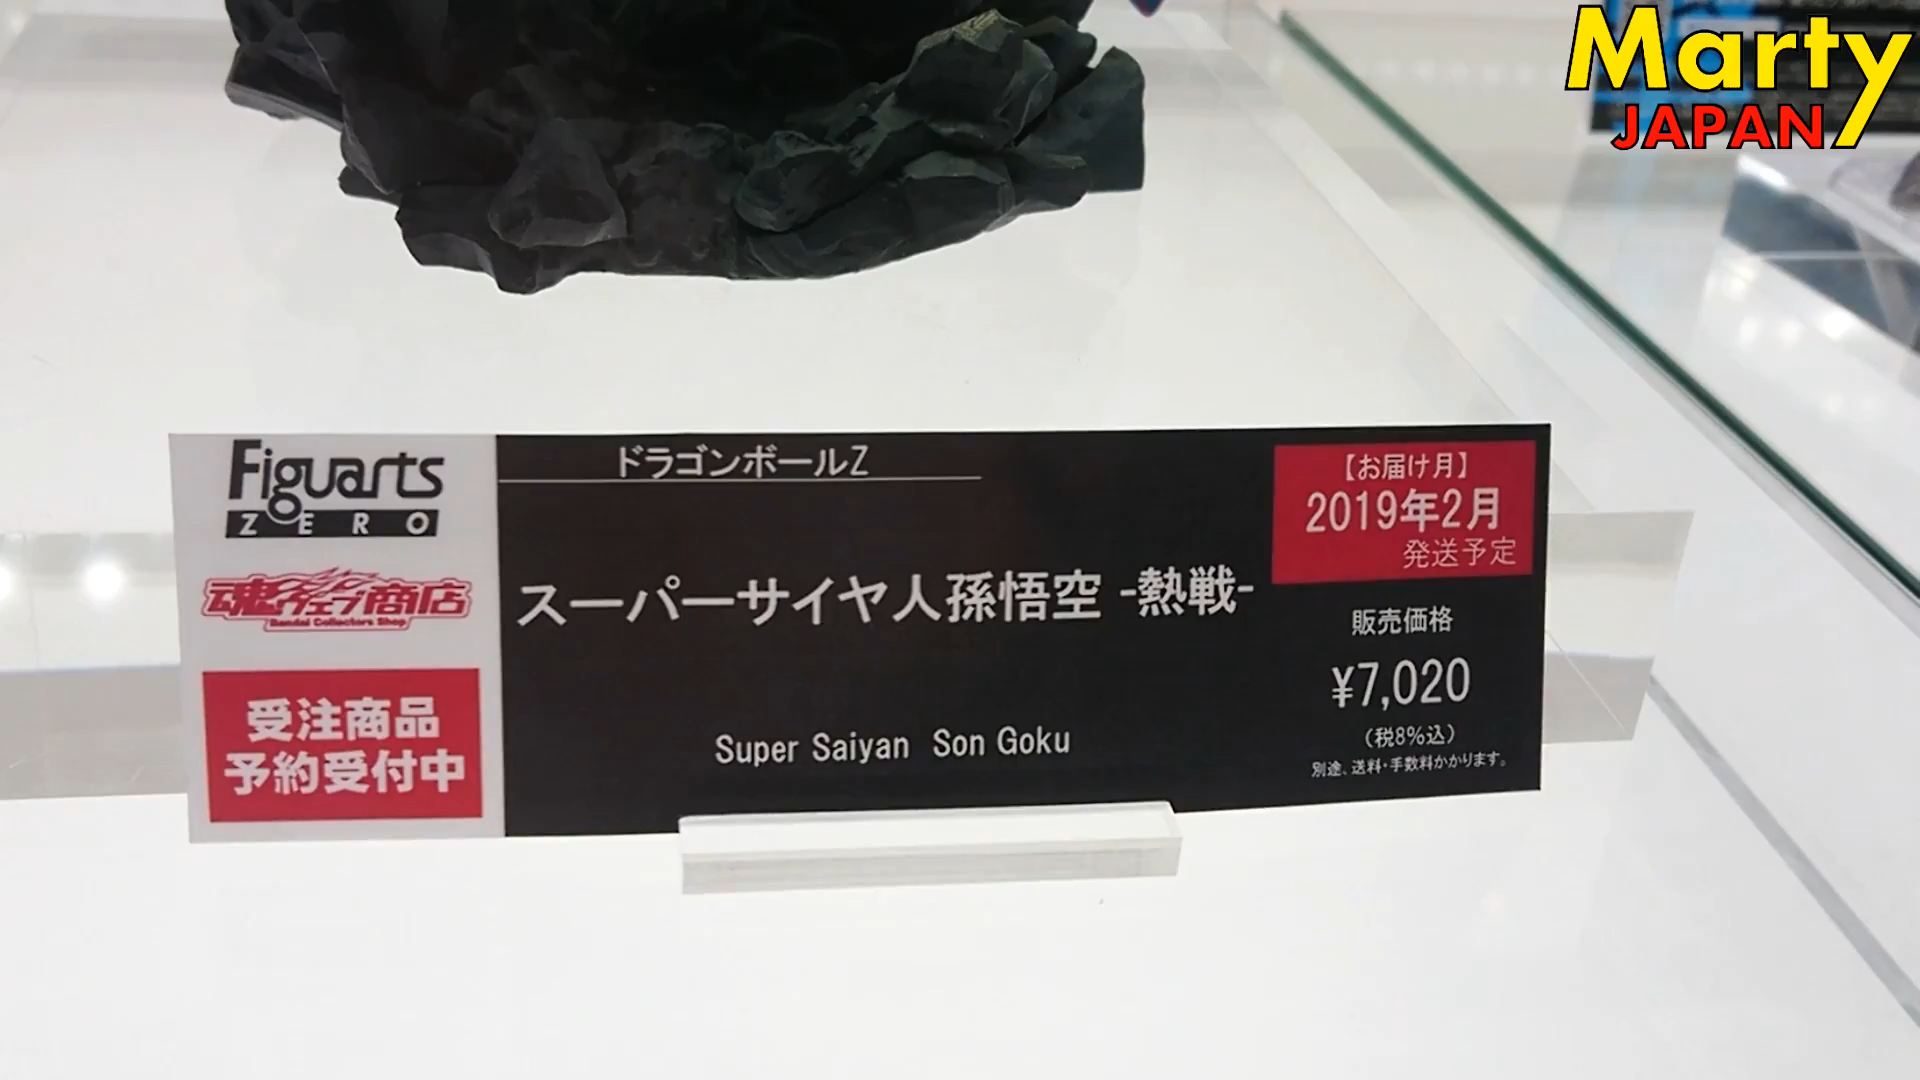 Marty
JAPAN
Figuarts
ZERO
魂ウェブ商店
Bandai Collectors Shop
受注商品
予約受付中
ドラゴンボールZ
スーパーサイヤ人孫悟空 -熱戦-
Super Saiyan Son Goku
【お届け月】
2019年2月
発送予定
販売価格
¥7,020
(税8%込)
別途、送料・手数料かかります。